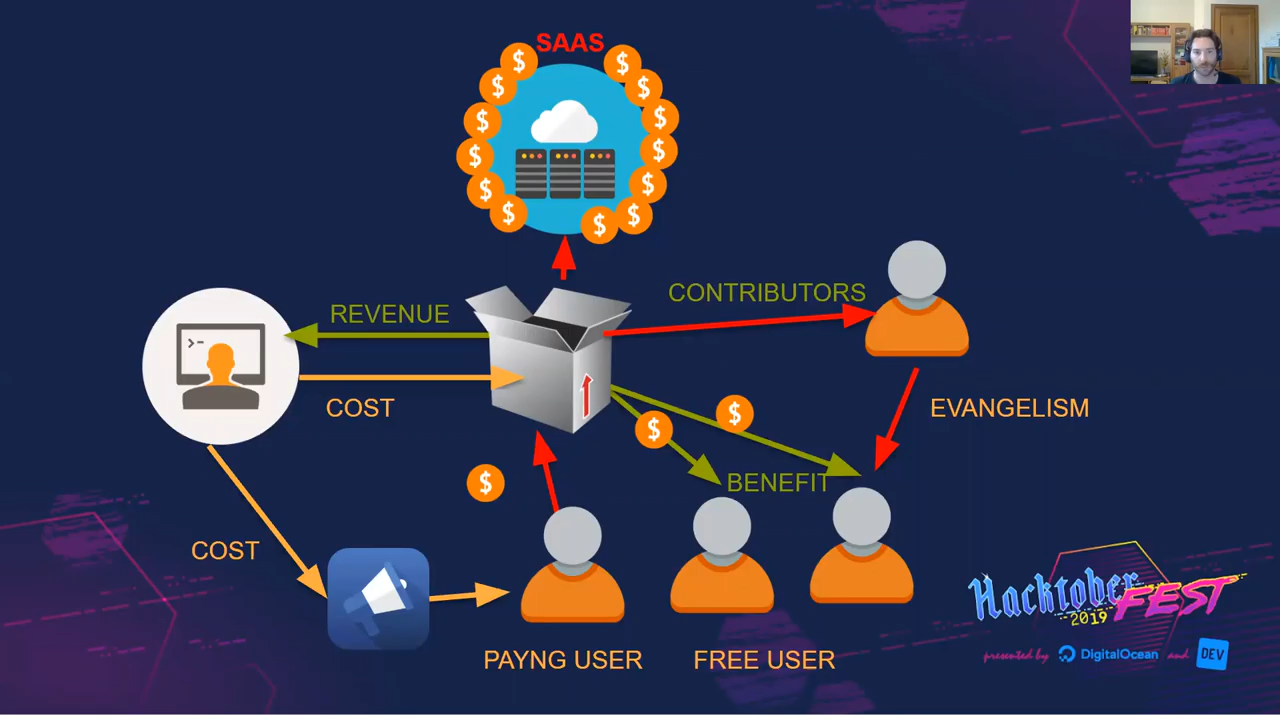 SAAS
$ $ $ $ $ $ $ $ $ $ $ $ $
REVENUE
CONTRIBUTORS
>-
COST
EVANGELISM
$
$
BENEFIT
$
COST
PAYNG USER
FREE USER
Hacktober FEST
2019
presented by DigitalOcean and DEV